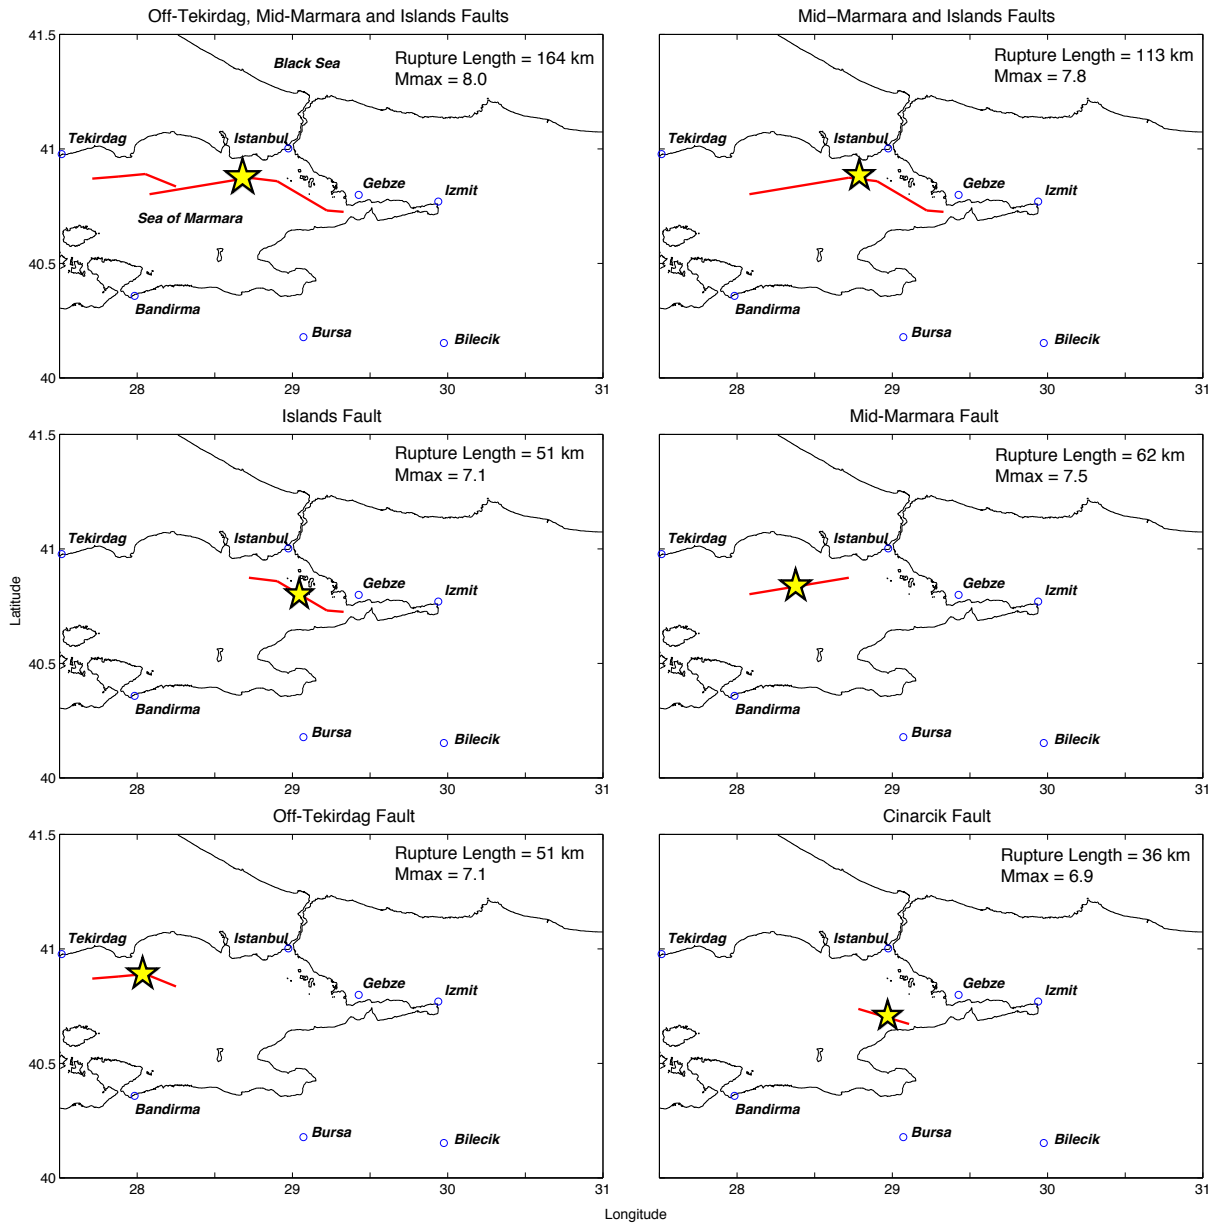 Off-Tekirdag, Mid-Marmara and Islands Faults
41.5
Rupture Length = 164 km
Mmax = 8.0
Black Sea
Tekirdag
Istanbul
41
Gebze
Izmit
Sea of Marmara
40.5
Bandirma
Bursa
Bilecik
40
28
29
30
31
Mid−Marmara and Islands Faults
Rupture Length = 113 km
Mmax = 7.8
Tekirdag
Istanbul
Gebze
Izmit
Bandirma
Bursa
Bilecik
28
29
30
31
Islands Fault
41.5
Rupture Length = 51 km
Mmax = 7.1
Tekirdag
Istanbul
41
Gebze
Izmit
Latitude
40.5
Bandirma
Bursa
Bilecik
40
28
29
30
31
Mid-Marmara Fault
Rupture Length = 62 km
Mmax = 7.5
Tekirdag
Istanbul
Gebze
Izmit
Bandirma
Bursa
Bilecik
28
29
30
31
Off-Tekirdag Fault
41.5
Rupture Length = 51 km
Mmax = 7.1
Tekirdag
Istanbul
41
Gebze
Izmit
40.5
Bandirma
Bursa
Bilecik
40
28
29
30
31
Cinarcik Fault
Rupture Length = 36 km
Mmax = 6.9
Tekirdag
Istanbul
Gebze
Izmit
Bandirma
Bursa
Bilecik
28
29
30
31
Longitude